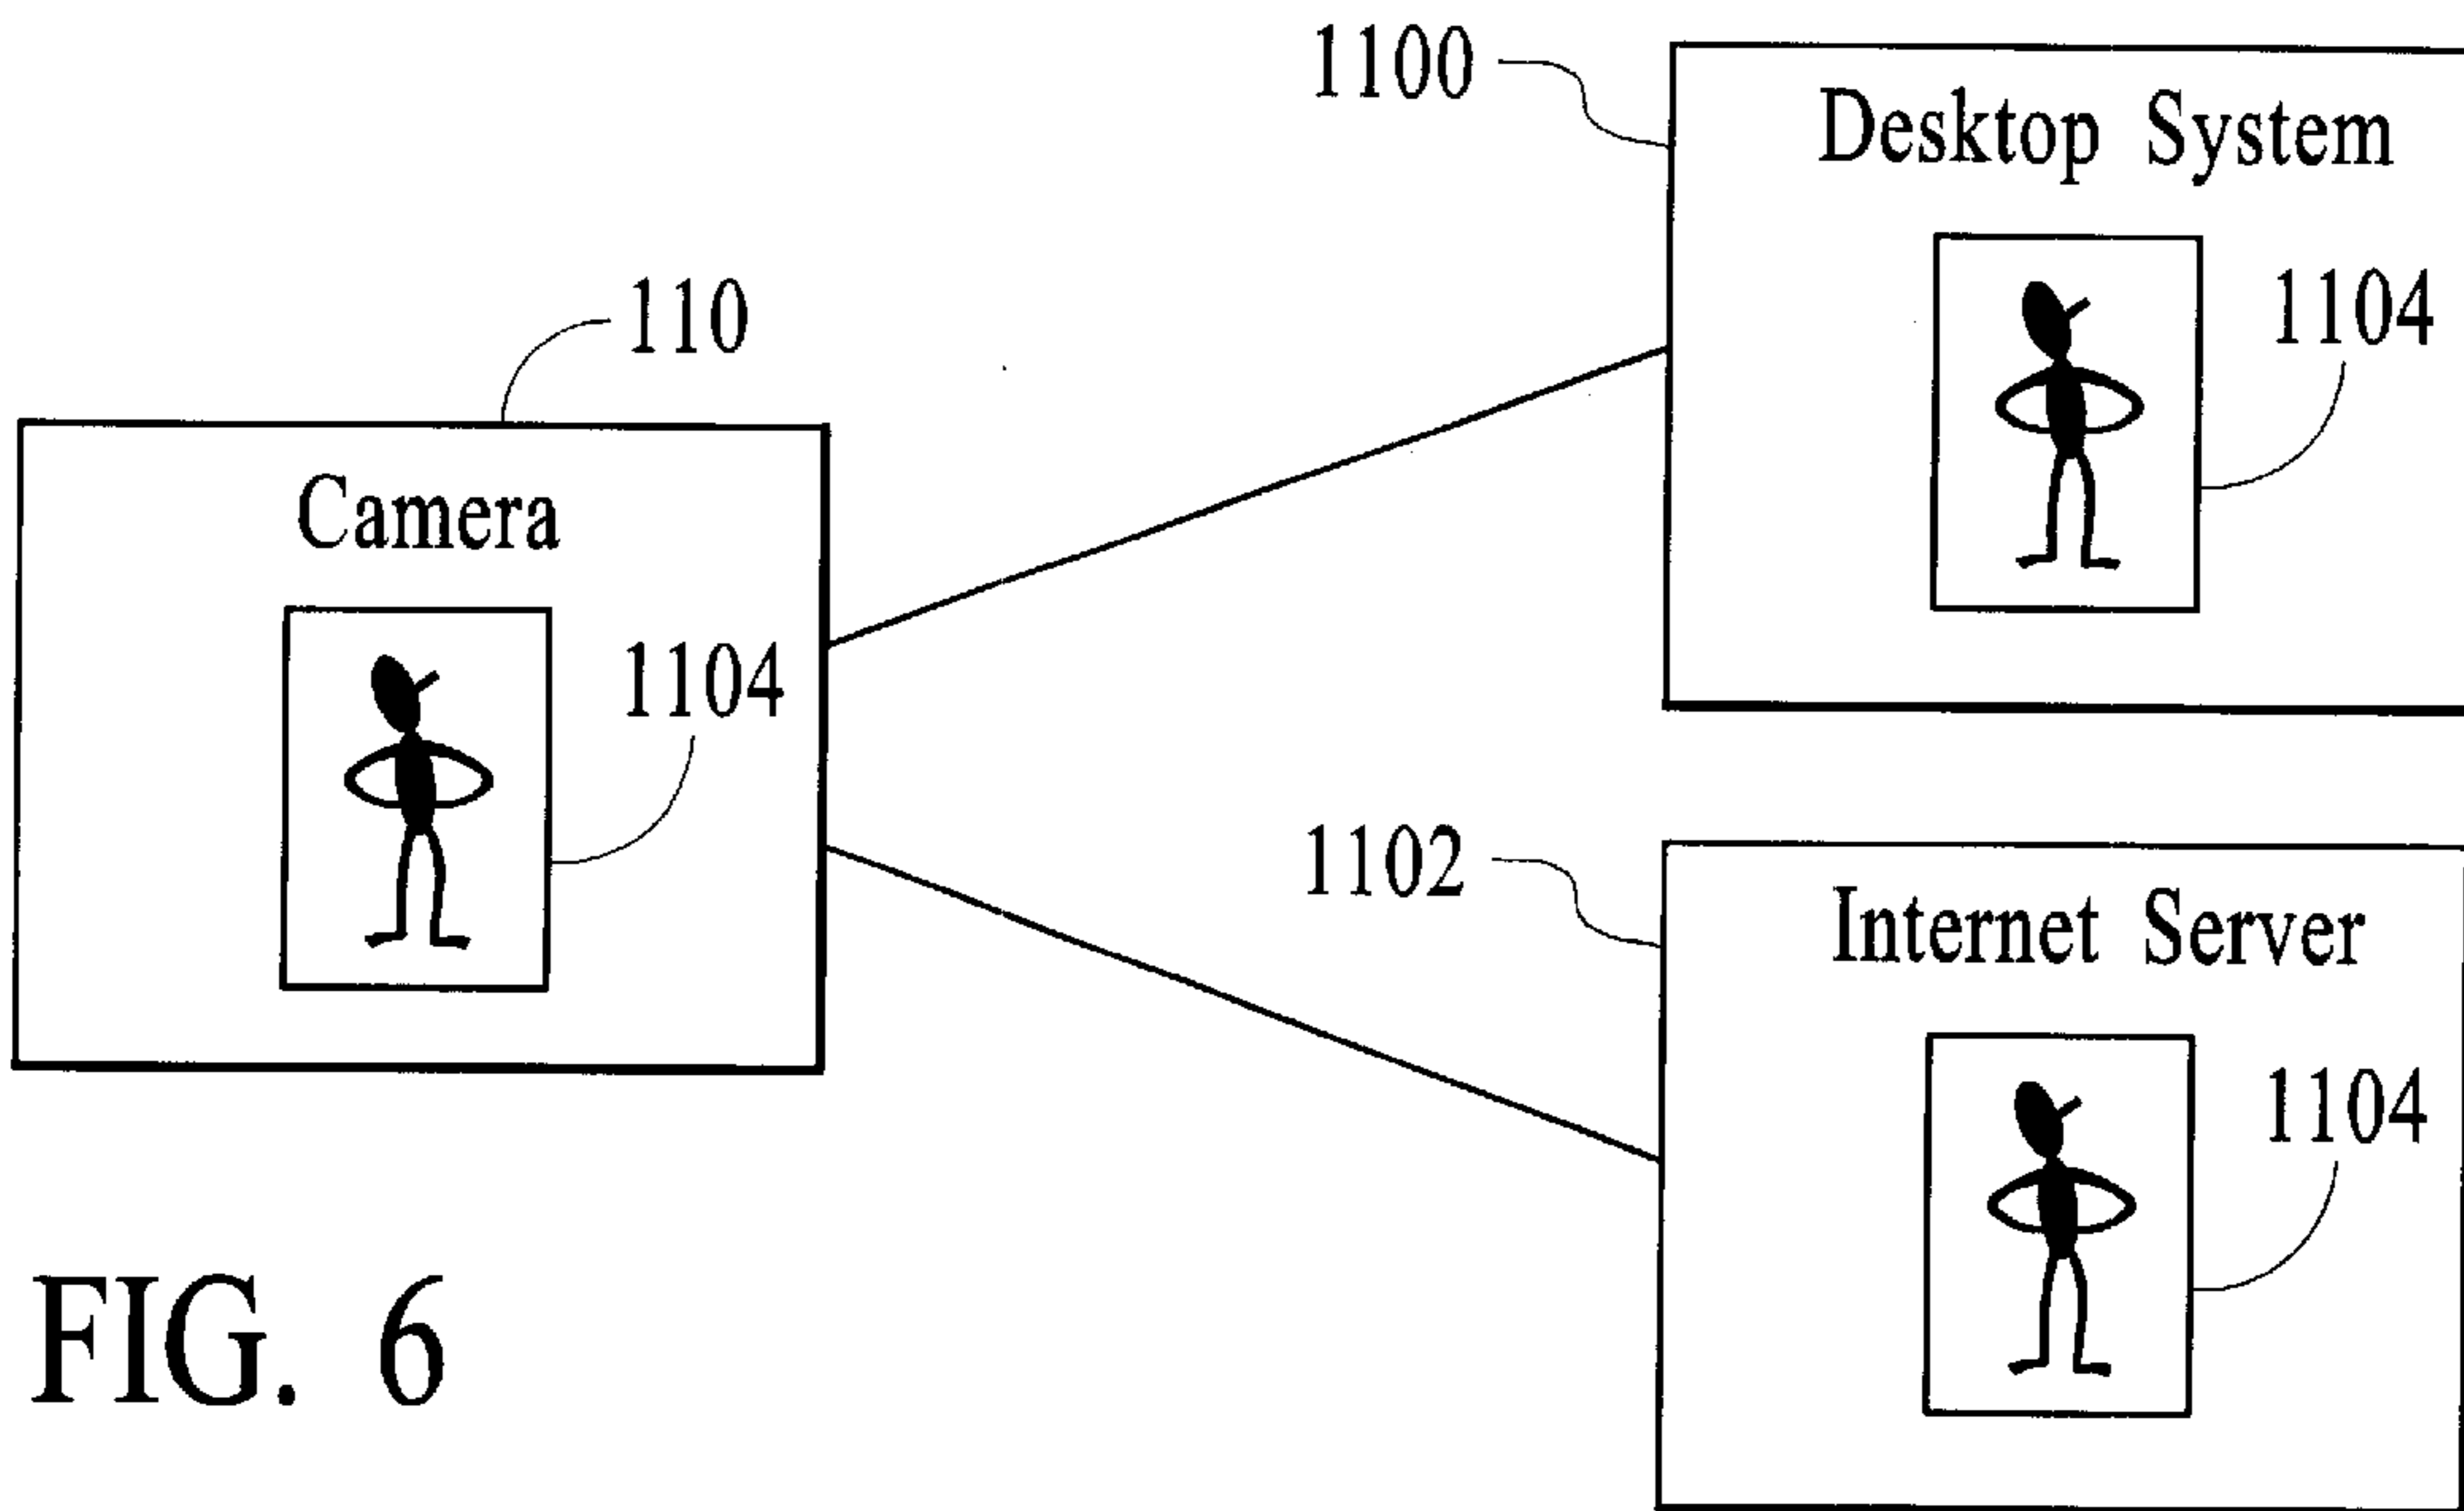 1100
Desktop System
1104
110
Camera
1104
1102
Internet Server
1104
FIG. 6